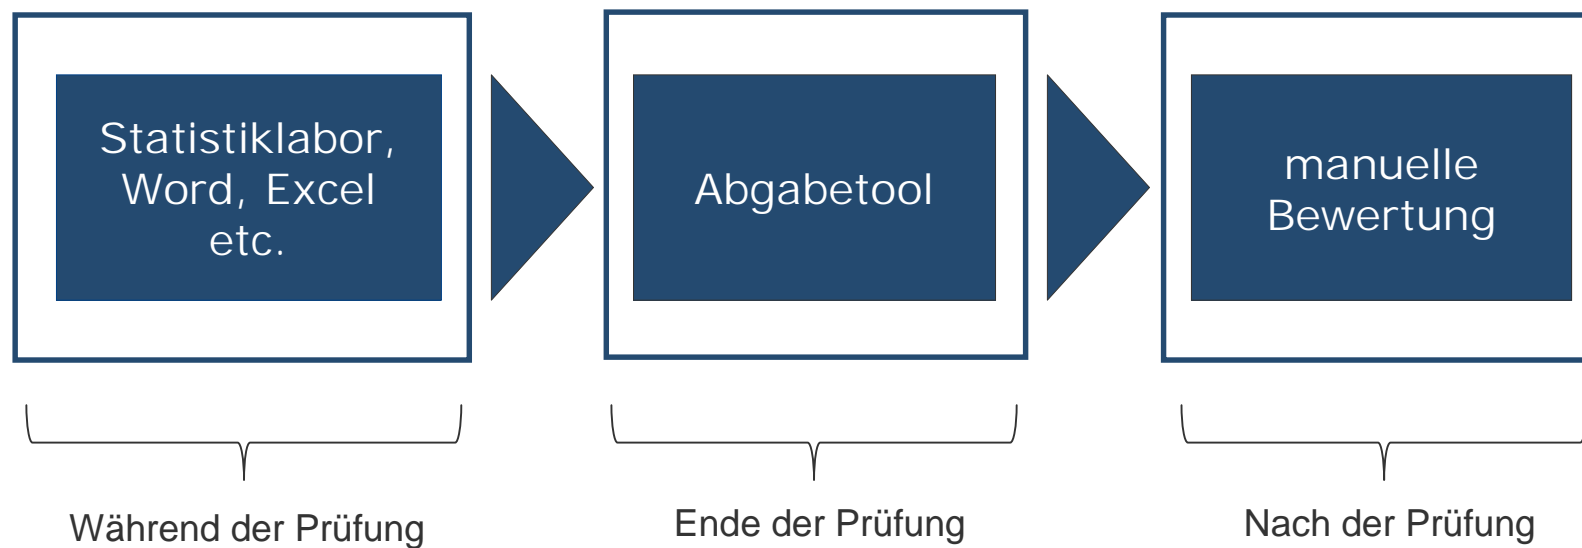 Statistiklabor,
Word, Excel
etc.
Abgabetool
manuelle
Bewertung
Während der Prüfung
Ende der Prüfung
Nach der Prüfung